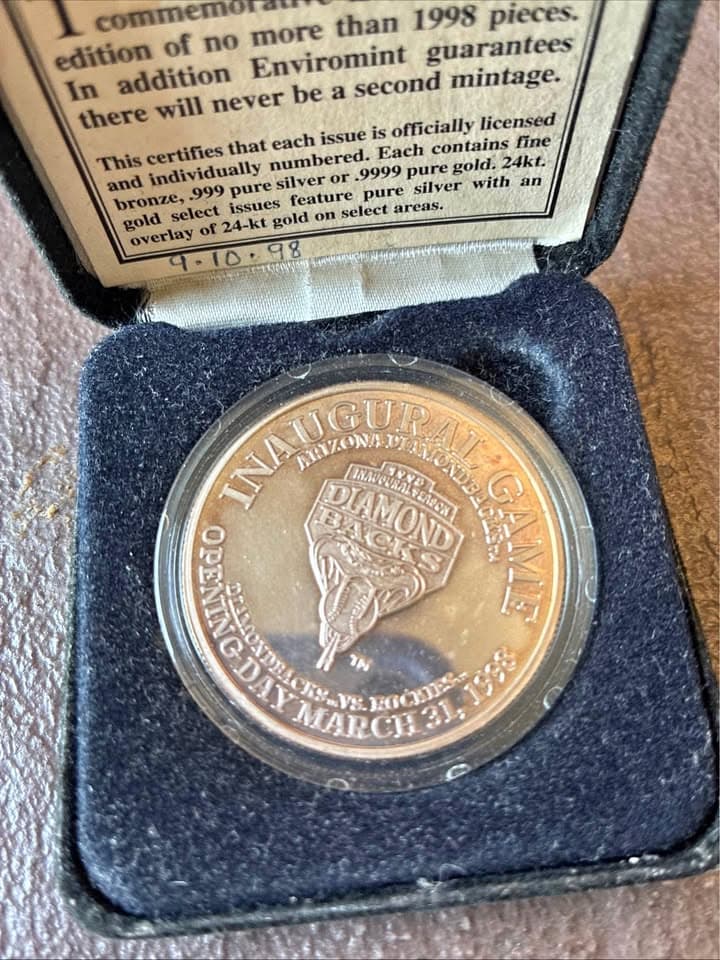 commemorative
edition of no more than 1998 pieces.
In addition Enviromint guarantees
there will never be a second mintage.
This certifies that each issue is officially licensed
and individually numbered. Each contains fine
bronze, .999 pure silver or .9999 pure gold. 24kt.
gold select issues feature pure silver with an
overlay of 24-kt gold on select areas.
9.10.98
INAUGURAL GAME
ARIZONA DIAMONDBACKS™
1998
INAUGURAL SEASON
DIAMOND
BACKS
TM
DIAMONDBACKS™ VS. ROCKIES™
OPENING DAY MARCH 31, 1998